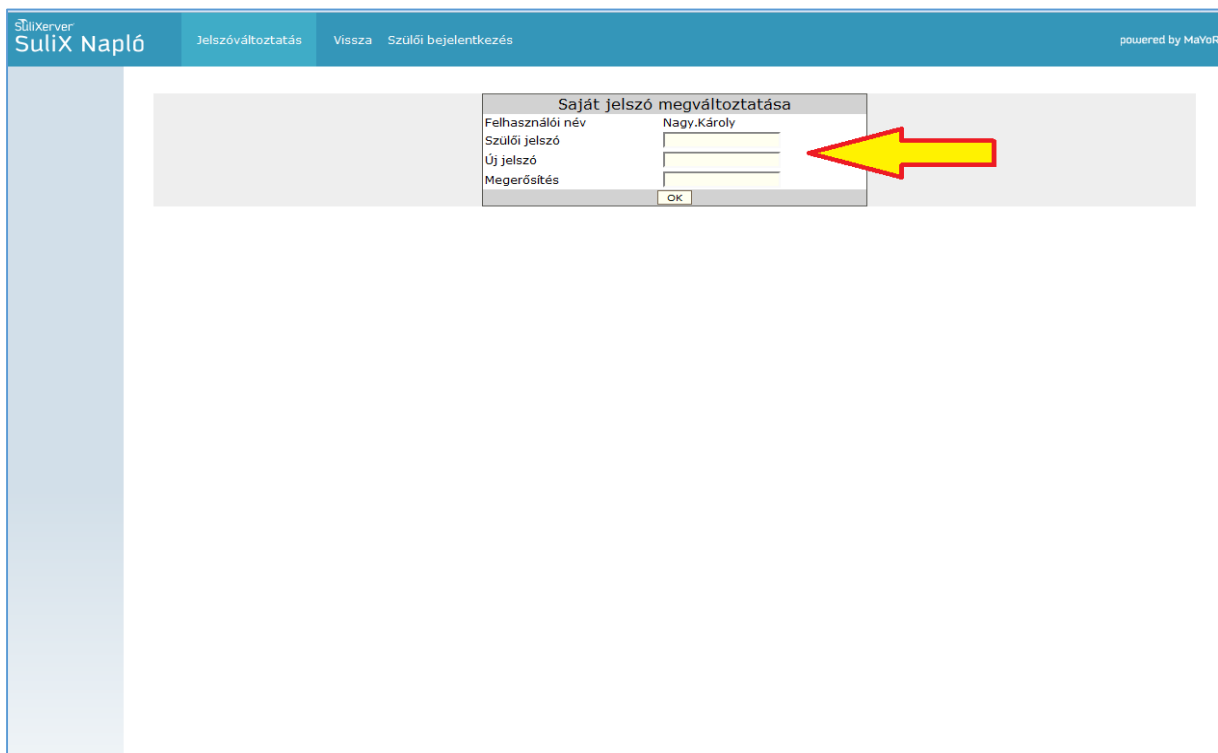 SuliXerver
SuliX Napló
Jelszóváltoztatás Vissza Szülői bejelentkezés
powered by MaYoR
Saját jelszó megváltoztatása
Felhasználói név Nagy.Károly
Szülői jelszó
Új jelszó
Megerősítés
OK